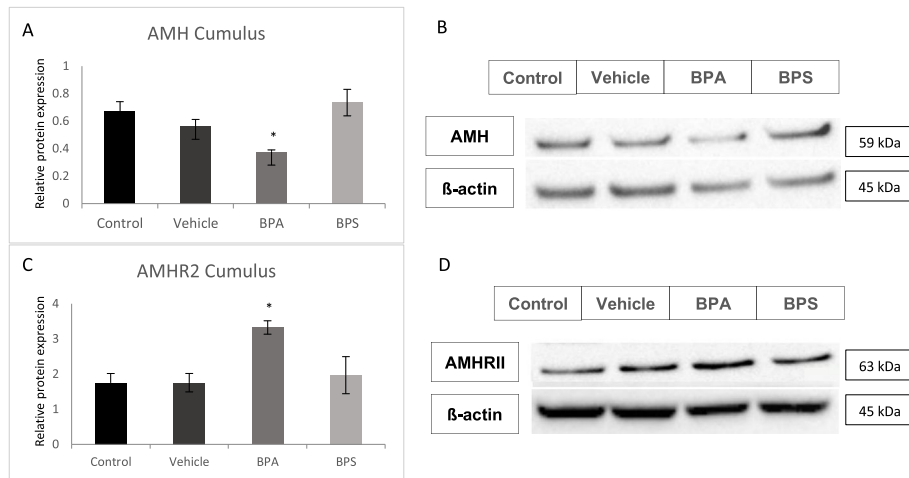 A
AMH Cumulus
Relative protein expression
1
0.8
0.6
0.4
0.2
0
*
Control Vehicle BPA BPS
B
Control Vehicle BPA BPS
AMH 59 kDa
ß-actin 45 kDa
C
AMHR2 Cumulus
Relative protein expression
4
3
2
1
0
*
Control Vehicle BPA BPS
D
Control Vehicle BPA BPS
AMHRII 63 kDa
ß-actin 45 kDa